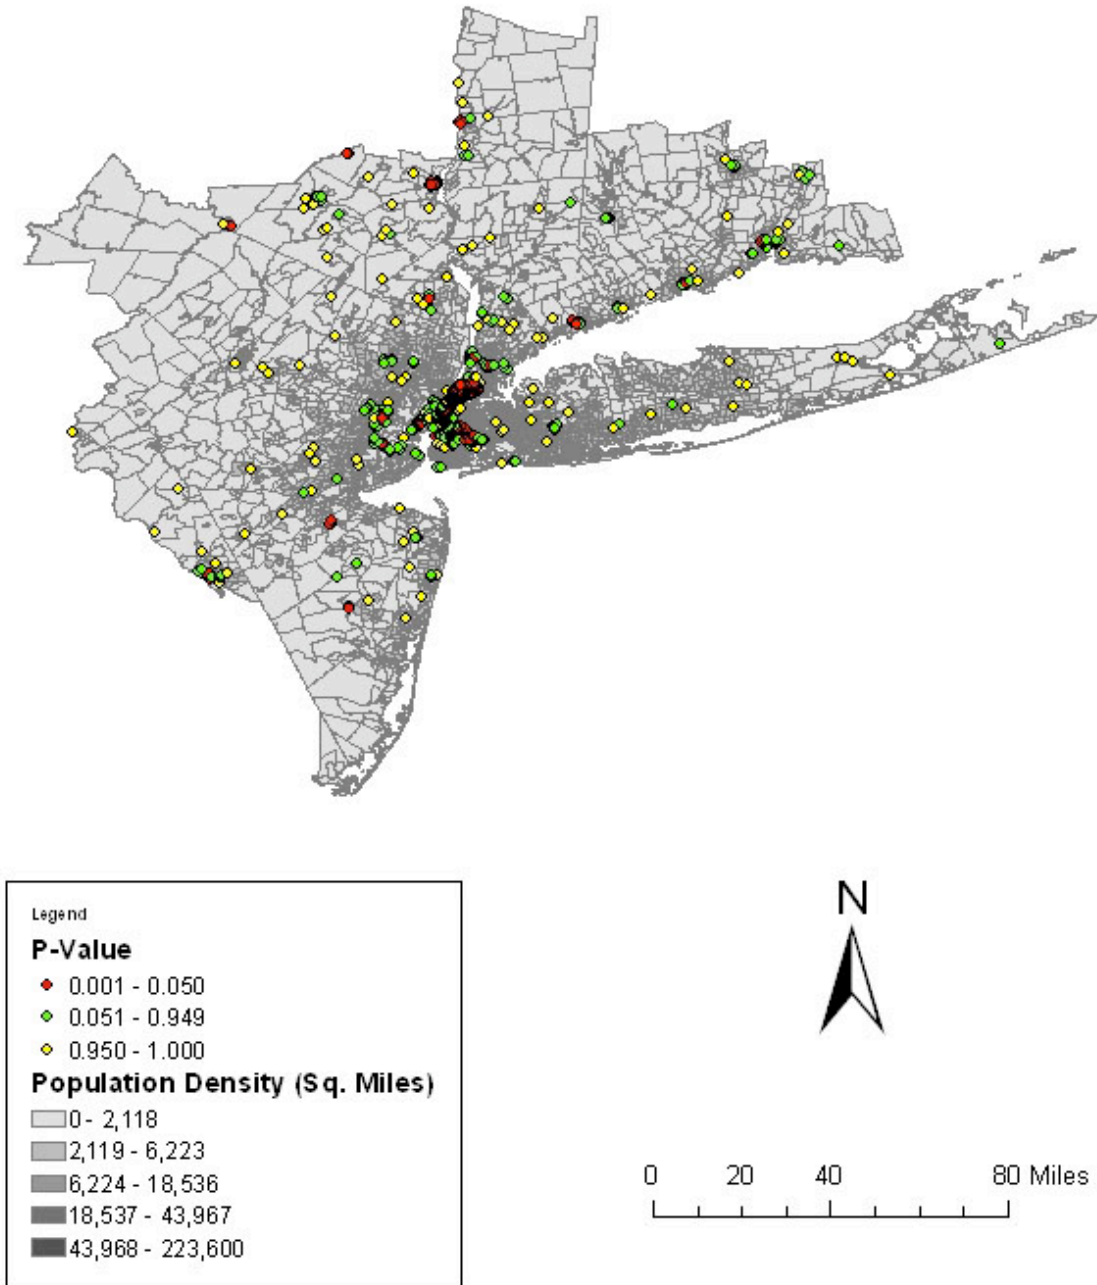 Legend
P-Value
0.001 - 0.050
0.051 - 0.949
0.950 - 1.000
Population Density (Sq. Miles)
0 - 2,118
2,119 - 6,223
6,224 - 18,536
18,537 - 43,967
43,968 - 223,600
N
0 20 40 80 Miles